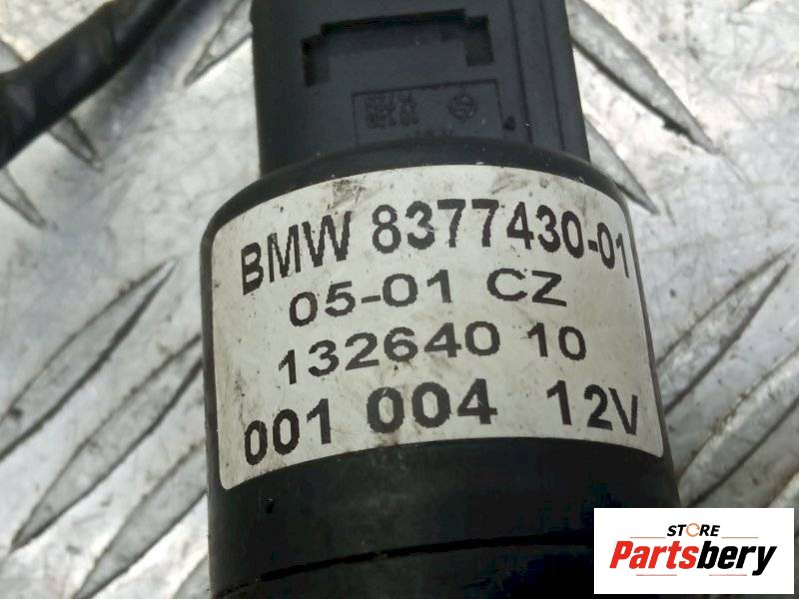 BMW 8377430-01
05-01 CZ
132640 10
001 004 12V
STORE
Partsbery